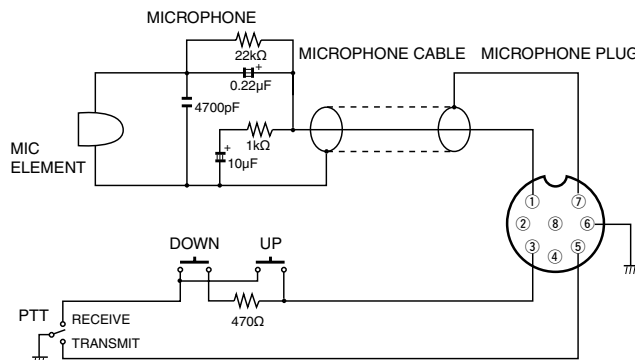 MICROPHONE
22kΩ
MICROPHONE CABLE
MICROPHONE PLUG
+
0.22µF
4700pF
+
1kΩ
10µF
MIC
ELEMENT
1
7
2
8
6
3
4
5
DOWN
UP
470Ω
PTT
RECEIVE
TRANSMIT